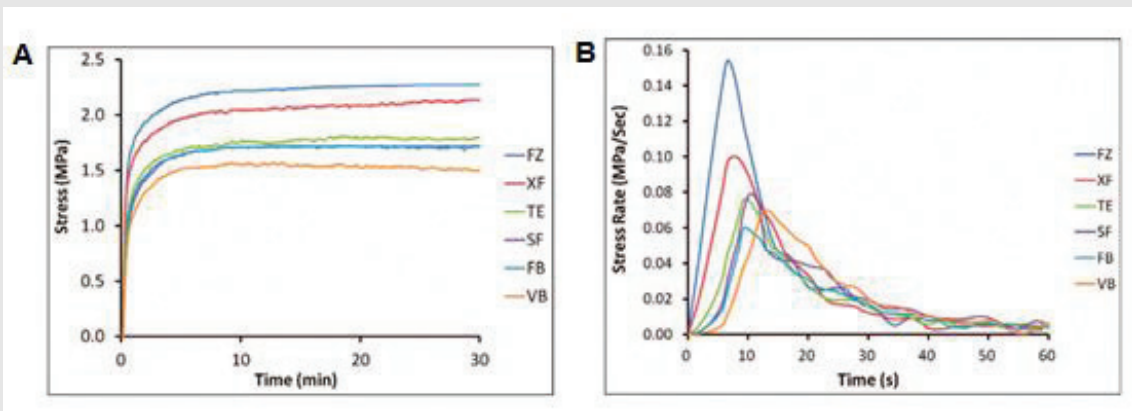 A
2.5
2.0
1.5
1.0
0.5
0.0
Stress (MPa)
0 10 20 30
Time (min)
FZ
XF
TE
SF
FB
VB
B
0.16
0.14
0.12
0.10
0.08
0.06
0.04
0.02
0.00
Stress Rate (MPa/Sec)
0 10 20 30 40 50 60
Time (s)
FZ
XF
TE
SF
FB
VB